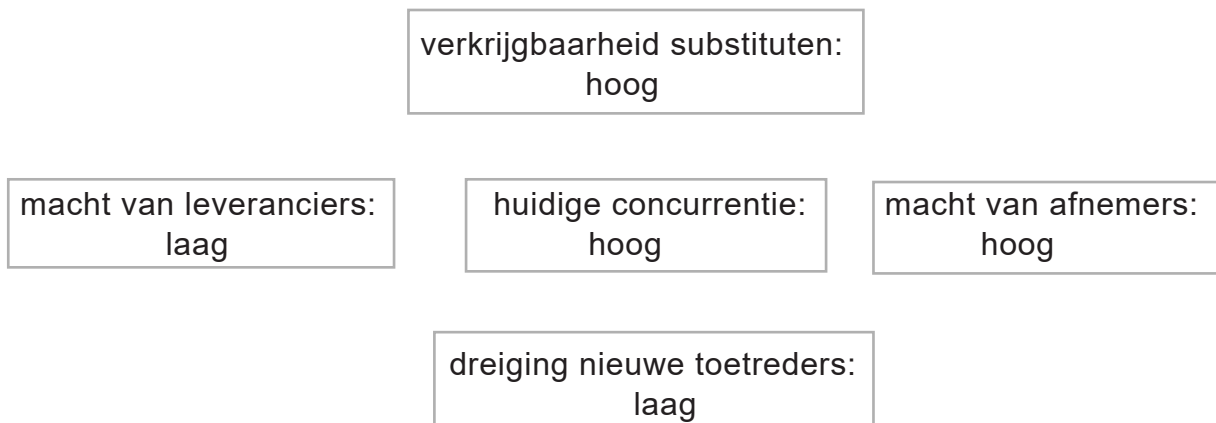 verkrijgbaarheid substituten:
hoog
macht van leveranciers:
laag
huidige concurrentie:
hoog
macht van afnemers:
hoog
dreiging nieuwe toetreders:
laag